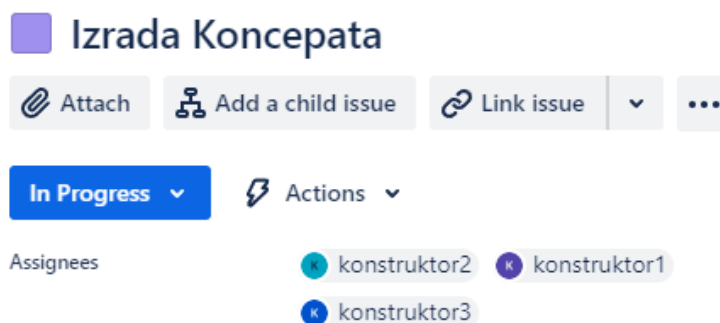 Izrada Koncepata
Attach Add a child issue Link issue
In Progress Actions
Assignees K konstruktor2 K konstruktor1
K konstruktor3